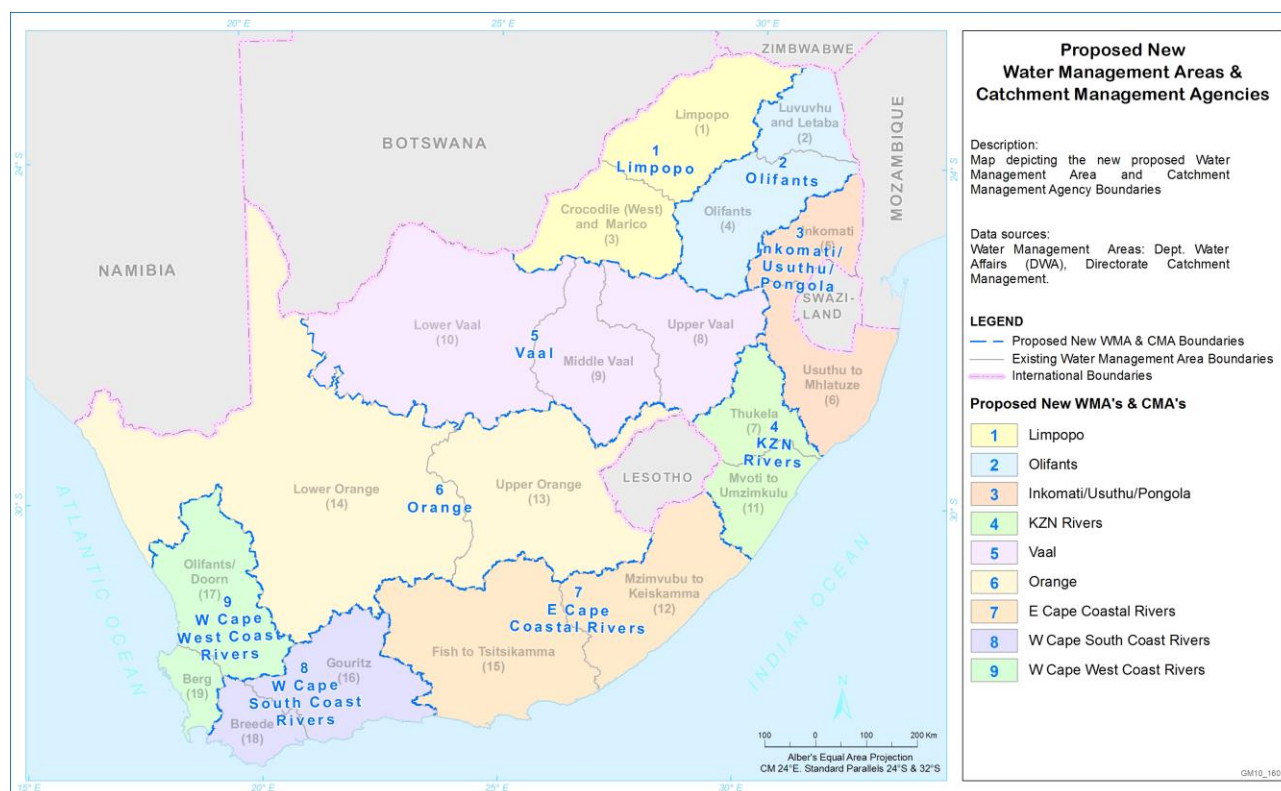 20° E
25° E
30° E
ZIMBWABWE
Luvuvhu
and Letaba
(2)
Limpopo
(1)
BOTSWANA
MOZAMBIQUE
24° S
24° S
1
Limpopo
2
Olifants
Crocodile (West)
and Marico
(3)
Olifants
(4)
Inkomati
(5)
3
Inkomati/
Usuthu/
Pongola
NAMIBIA
SWAZI-
LAND
Lower Vaal
(10)
5
Vaal
Upper Vaal
(8)
Middle Vaal
(9)
Usuthu to
Mhlatuze
(6)
Thukela
(7)
4
KZN
Rivers
LESOTHO
Mvoti to
Umzimkulu
(11)
Lower Orange
(14)
6
Orange
Upper Orange
(13)
30° S
30° S
ATLANTIC OCEAN
Olifants/
Doorn
(17)
9
W Cape
West Coast
Rivers
Mzimvubu to
Keiskamma
(12)
7
E Cape
Coastal Rivers
INDIAN OCEAN
Fish to Tsitsikamma
(15)
Gouritz
(16)
8
W Cape
South Coast
Rivers
Berg
(19)
Breede
(18)
N
100 0 100 200 Km
Alber's Equal Area Projection
CM 24°E. Standard Parallels 24°S & 32°S
15° E
20° E
25° E
30° E
Proposed New
Water Management Areas &
Catchment Management Agencies
Description:
Map depicting the new proposed Water
Management Area and Catchment
Management Agency Boundaries
Data sources:
Water Management Areas: Dept. Water
Affairs (DWA), Directorate Catchment
Management.
LEGEND
Proposed New WMA & CMA Boundaries
Existing Water Management Area Boundaries
International Boundaries
Proposed New WMA's & CMA's
1 Limpopo
2 Olifants
3 Inkomati/Usuthu/Pongola
4 KZN Rivers
5 Vaal
6 Orange
7 E Cape Coastal Rivers
8 W Cape South Coast Rivers
9 W Cape West Coast Rivers
GM10_160